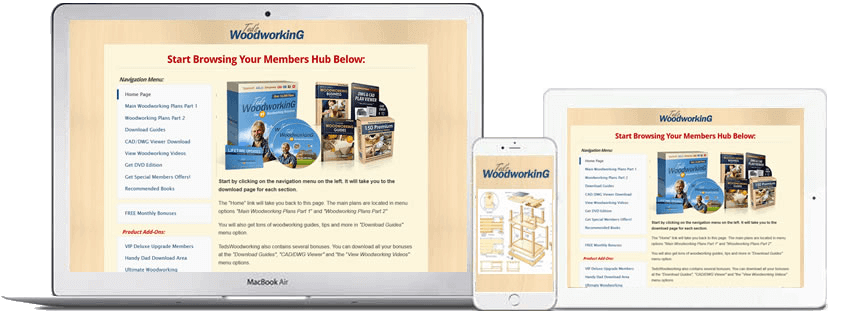 Teds
WoodworkinG
Start Browsing Your Members Hub Below:
Navigation Menu:
Home Page
Main Woodworking Plans Part 1
Woodworking Plans Part 2
Download Guides
CAD/DWG Viewer Download
View Woodworking Videos
Get DVD Edition
Get Special Members Offers!
Recommended Books
FREE Monthly Bonuses
Product Add-Ons:
VIP Deluxe Upgrade Members
Handy Dad Download Area
Ultimate Woodworking
Teds
WoodworkinG
LIFETIME UPDATES
WOODWORKING
BUSINESS
DWG & CAD
PLAN VIEWER
WOODWORKING
GUIDES
150 Premium
Start by clicking on the navigation menu on the left. It will take you to the
download page for each section.
The "Home" link will take you back to this page. The main plans are located in menu
options "Main Woodworking Plans Part 1" and "Woodworking Plans Part 2"
You will also get tons of woodworking guides, tips and more in "Download Guides"
menu option.
TedsWoodworking also contains several bonuses. You can download all your bonuses
at the "Download Guides", "CAD/DWG Viewer" and "the "View Woodworking Videos"
menu options.
MacBook Air
Teds
WoodworkinG
Teds
WoodworkinG
Start Browsing Your Members Hub Below:
Navigation Menu:
Home Page
Main Woodworking Plans Part 1
Woodworking Plans Part 2
Download Guides
CAD/DWG Viewer Download
View Woodworking Videos
Get DVD Edition
Get Special Members Offers!
Recommended Books
FREE Monthly Bonuses
Product Add-Ons:
VIP Deluxe Upgrade Members
Handy Dad Download Area
Ultimate Woodworking
WoodworkinG
Start by clicking on the navigation menu on the left. It will take you to the
download page for each section.
The "Home" link will take you back to this page. The main plans are located in menu
options "Main Woodworking Plans Part 1" and "Woodworking Plans Part 2"
You will also get tons of woodworking guides, tips and more in "Download Guides"
menu option.
TedsWoodworking also contains several bonuses. You can download all your bonuses
at the "Download Guides", "CAD/DWG Viewer" and "the "View Woodworking Videos"
menu option.